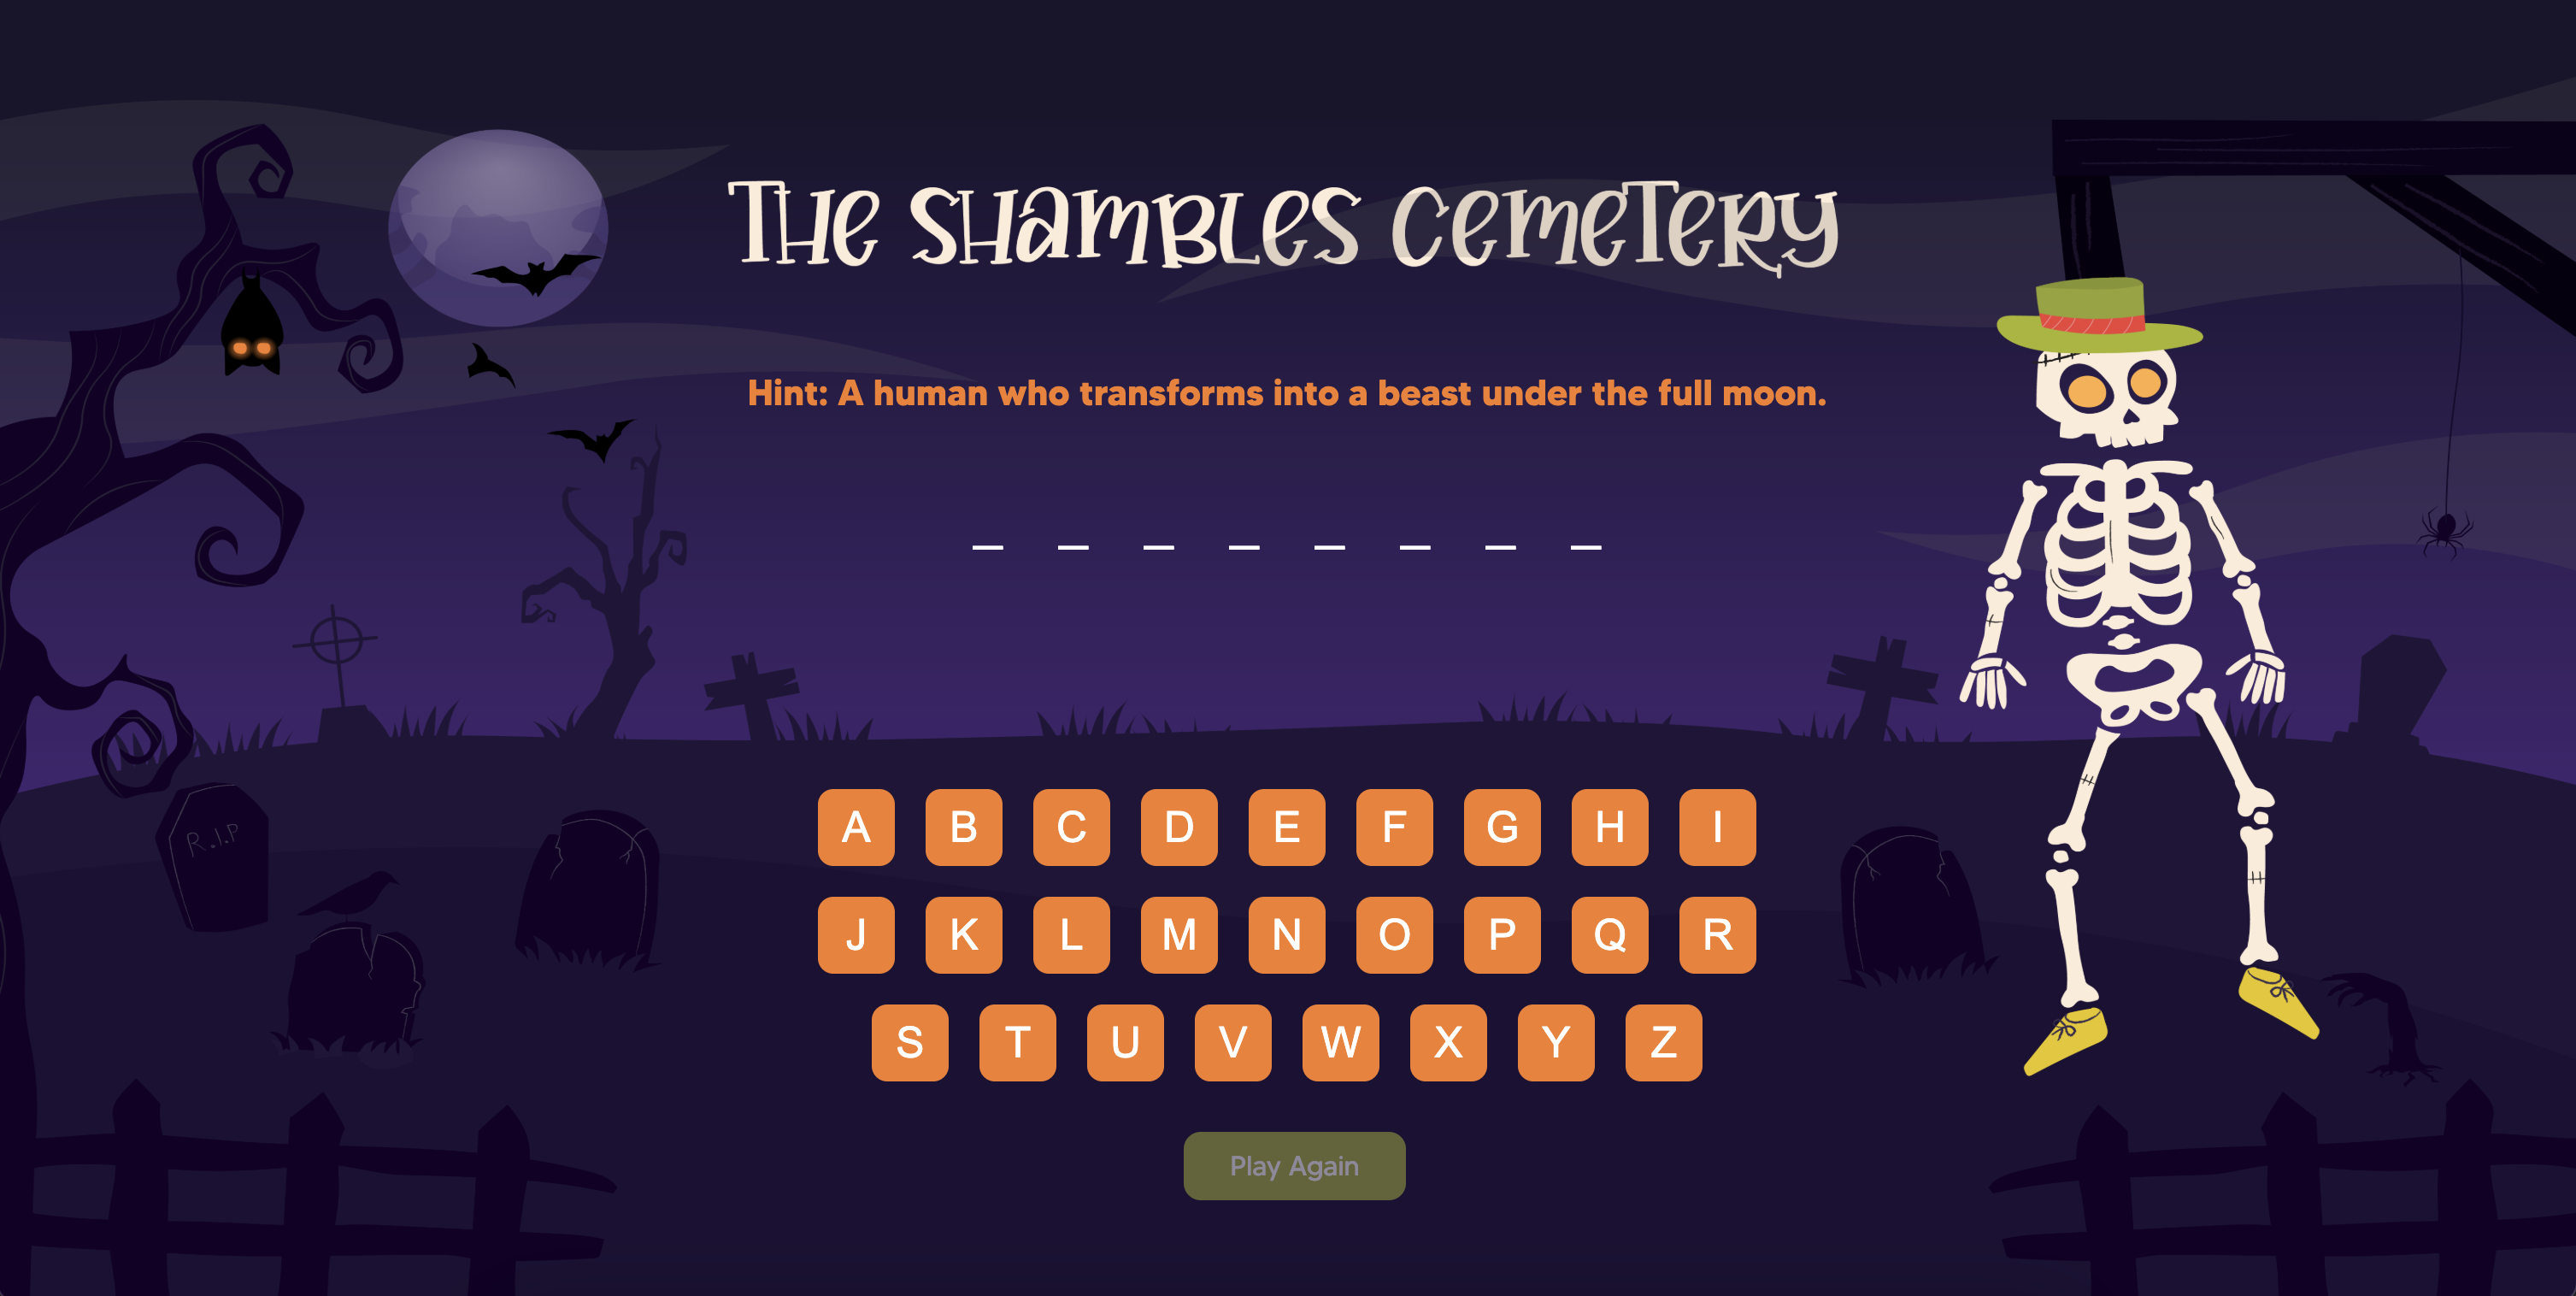 The Shambles Cemetery
Hint: A human who transforms into a beast under the full moon.
_ _ _ _ _ _ _ _
A B C D E F G H I
R.I.P
J K L M N O P Q R
S T U V W X Y Z
Play Again